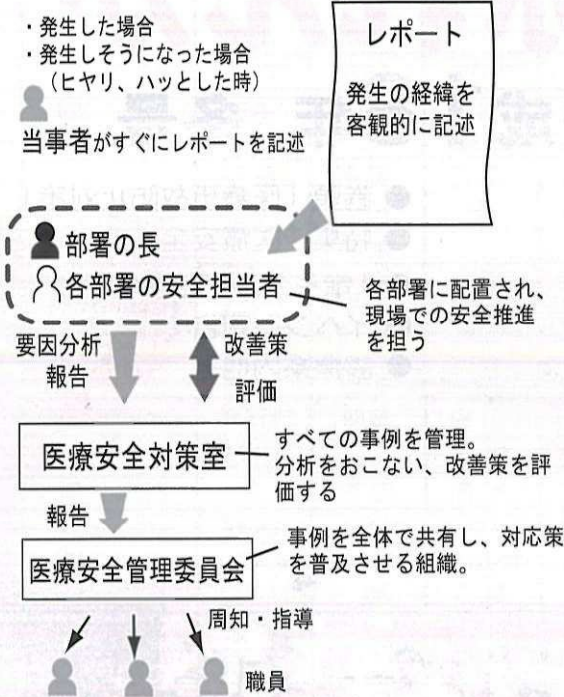 ・発生した場合
・発生しそうになった場合
（ヒヤリ、ハッとした時）
当事者がすぐにレポートを記述
レポート
発生の経緯を
客観的に記述
部署の長
各部署の安全担当者
各部署に配置され、
現場での安全推進
を担う
要因分析
報告
改善策
評価
医療安全対策室
すべての事例を管理。
分析をおこない、改善策を評
価する
報告
医療安全管理委員会
事例を全体で共有し、対応策
を普及させる組織。
周知・指導
職員